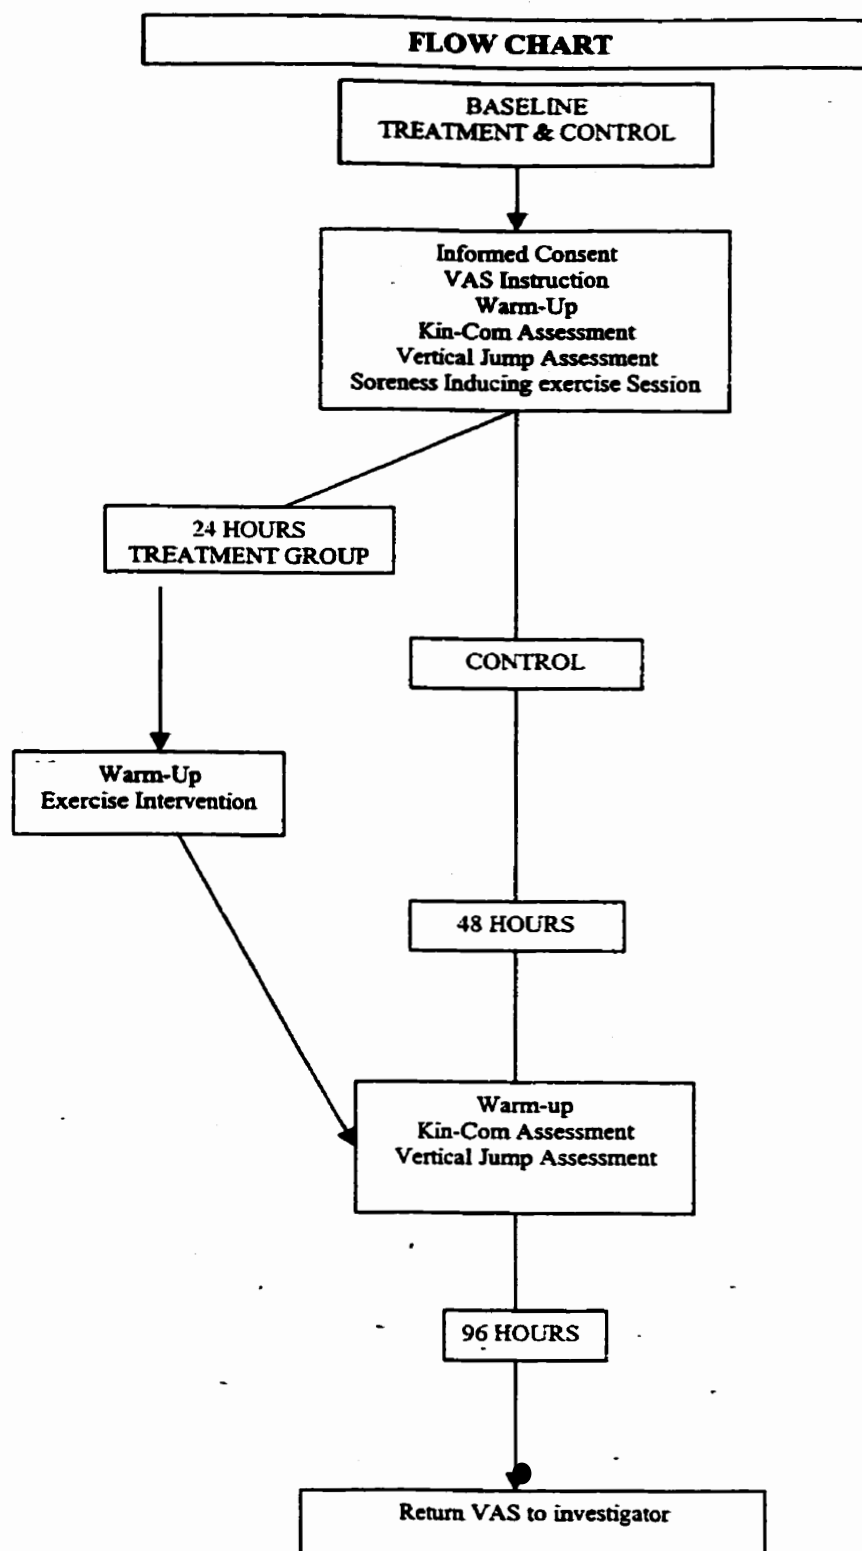 FLOW CHART
BASELINE
TREATMENT & CONTROL
Informed Consent
VAS Instruction
Warm-Up
Kin-Com Assessment
Vertical Jump Assessment
Soreness Inducing exercise Session
24 HOURS
TREATMENT GROUP
CONTROL
Warm-Up
Exercise Intervention
48 HOURS
Warm-up
Kin-Com Assessment
Vertical Jump Assessment
96 HOURS
Return VAS to investigator